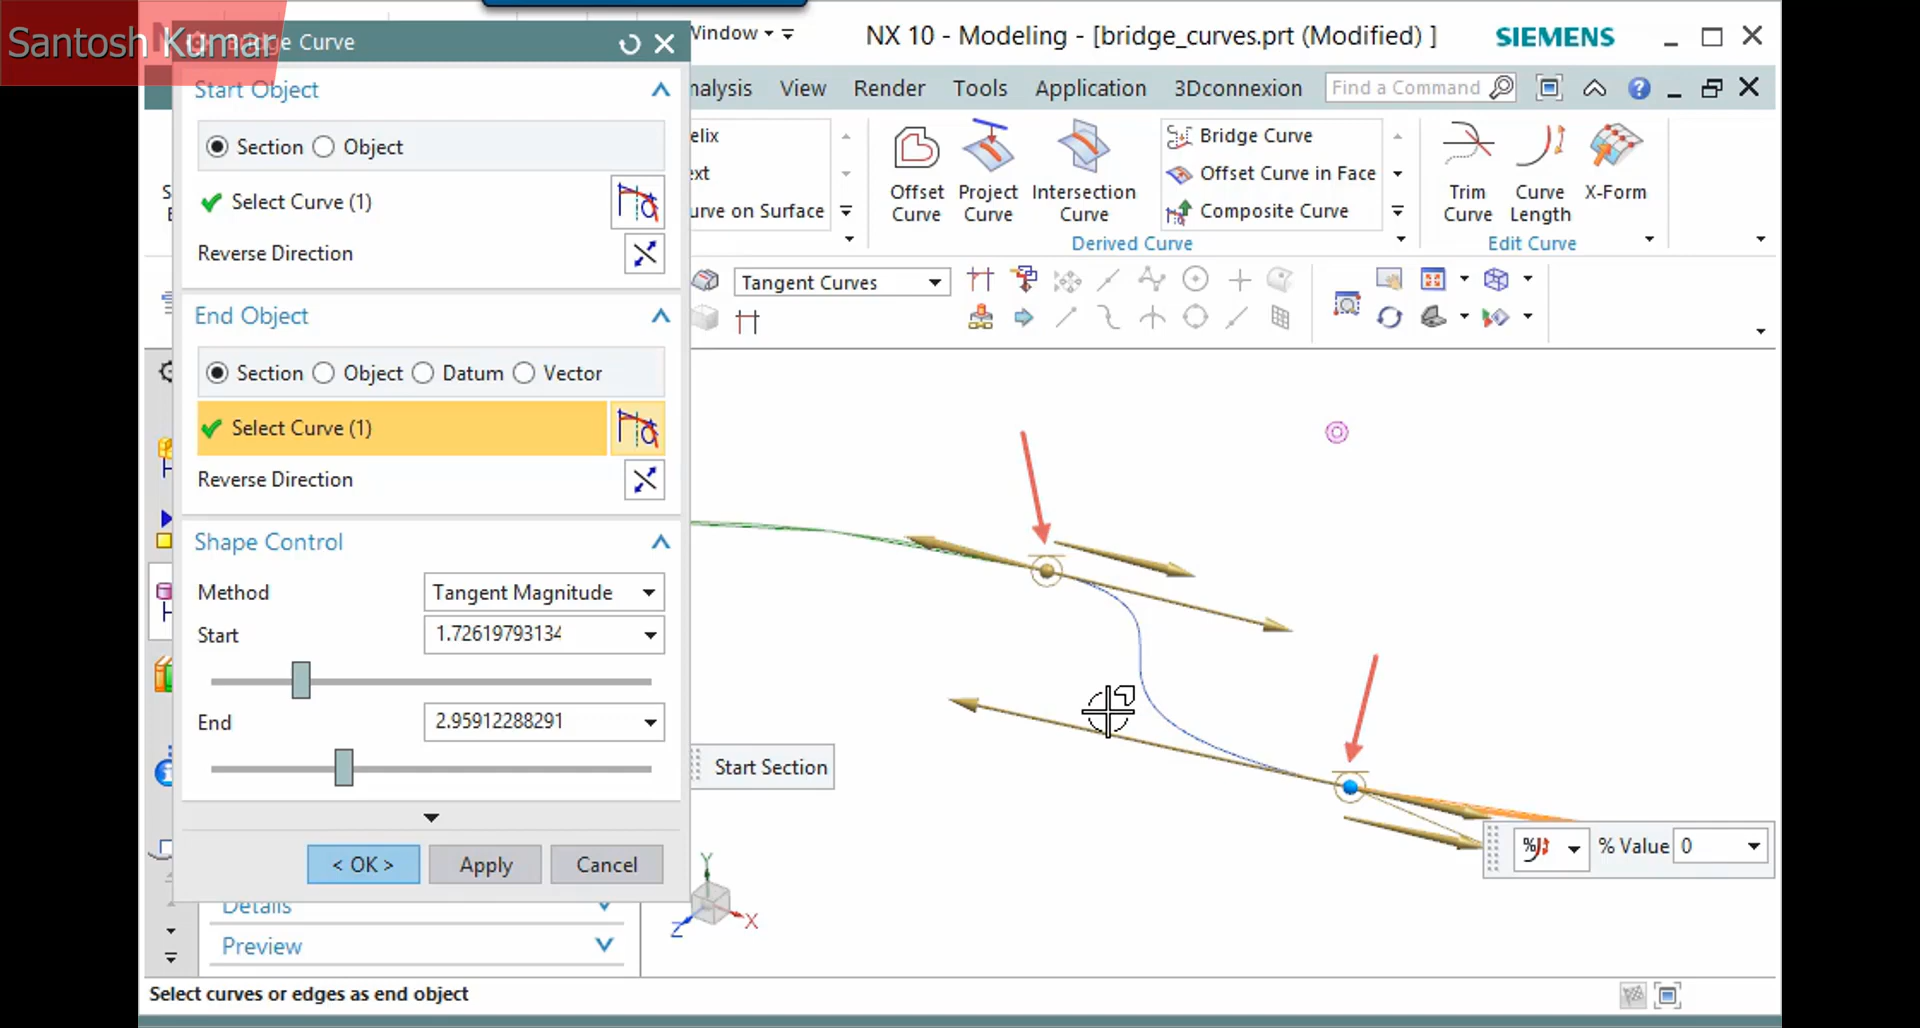 Santosh Kumar
Bridge Curve
Window
NX 10 - Modeling - [bridge_curves.prt (Modified) ]
SIEMENS
Start Object
nalysis View Render Tools Application 3Dconnexion
Find a Command
Section Object
elix
ext
urve on Surface
Offset Curve
Project Curve
Intersection Curve
Bridge Curve
Offset Curve in Face
Composite Curve
Derived Curve
Trim Curve
Curve Length
X-Form
Edit Curve
Select Curve (1)
Reverse Direction
Tangent Curves
End Object
Section Object Datum Vector
Select Curve (1)
Reverse Direction
Shape Control
Method Tangent Magnitude
Start 1.72619793134
End 2.95912288291
Start Section
% Value 0
< OK > Apply Cancel
Y
X
Z
Details
Preview
Select curves or edges as end object